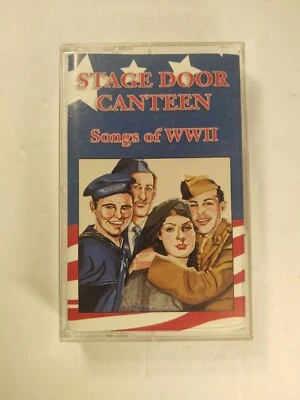 STAGE DOOR
CANTEEN
Songs of WWII